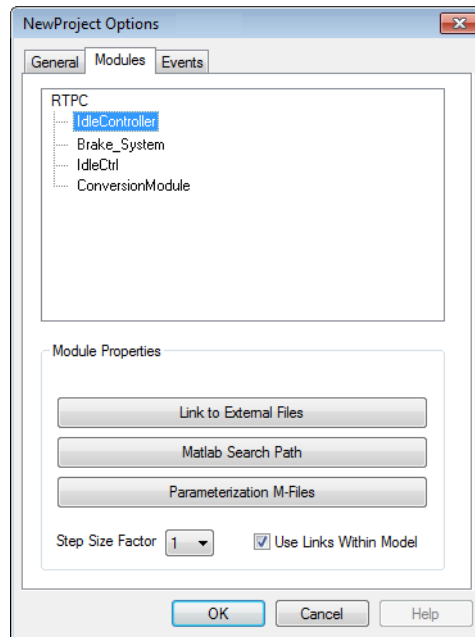 NewProject Options
General Modules Events
RTPC
IdleController
Brake_System
IdleCtrl
ConversionModule
Module Properties
Link to External Files
Matlab Search Path
Parameterization M-Files
Step Size Factor 1 Use Links Within Model
OK Cancel Help